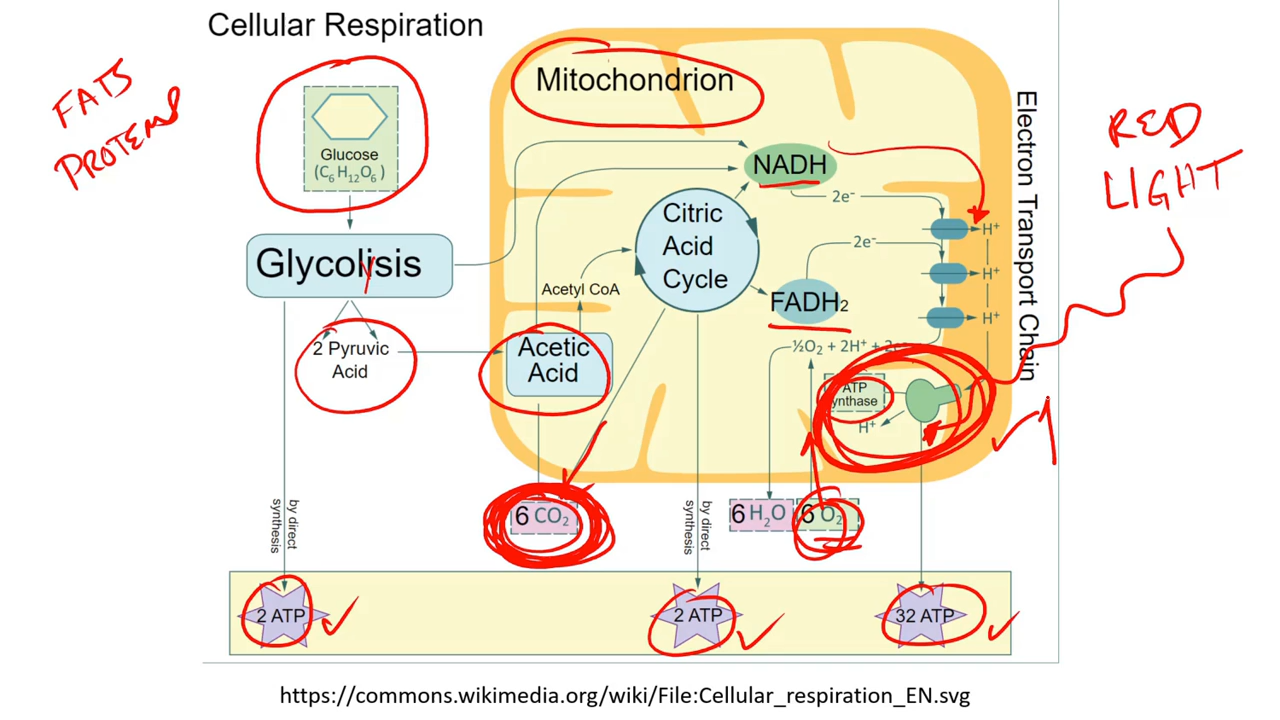 Cellular Respiration
FATS
PROTEINS
Glucose
(C₆H₁₂O₆)
Glycolysis
2 Pyruvic
Acid
Mitochondrion
NADH
2e⁻
Citric
Acid
Cycle
2e⁻
Acetyl CoA
FADH₂
Acetic
Acid
½O₂ + 2H⁺ + 2e⁻
ATP
synthase
H⁺
H⁺
H⁺
H⁺
Electron Transport Chain
RED
LIGHT
6 CO₂
6 H₂O
6 O₂
by direct
synthesis
by direct
synthesis
2 ATP
2 ATP
32 ATP
https://commons.wikimedia.org/wiki/File:Cellular_respiration_EN.svg